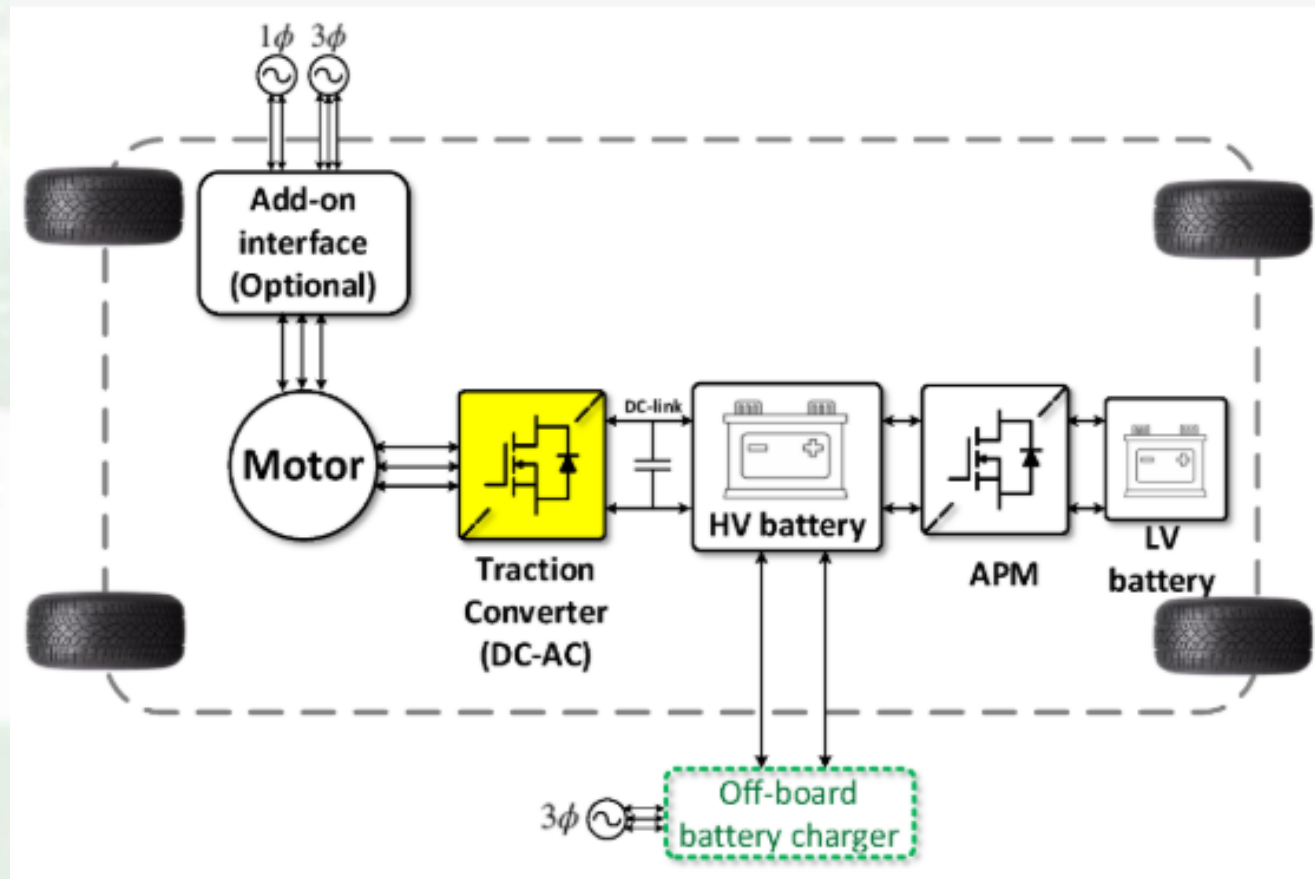 1ϕ 3ϕ
Add-on
interface
(Optional)
Motor
DC-link
HV battery
Traction
Converter
(DC-AC)
APM
LV
battery
3ϕ
Off-board
battery charger